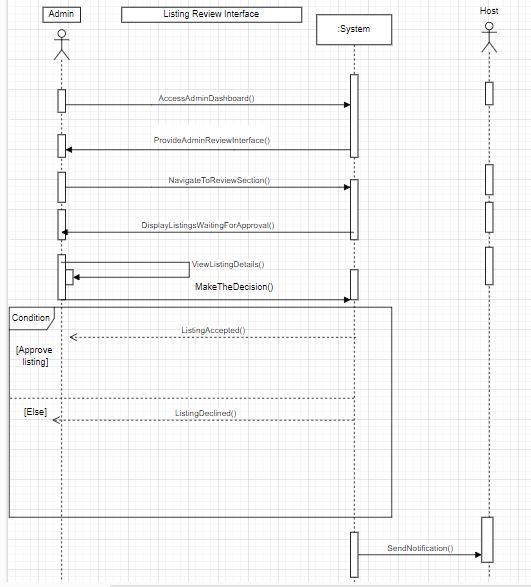 Admin
Listing Review Interface
:System
Host
AccessAdminDashboard()
ProvideAdminReviewInterface()
NavigateToReviewSection()
DisplayListingsWaitingForApproval()
ViewListingDetails()
MakeTheDecision()
Condition
ListingAccepted()
[Approve
listing]
[Else]
ListingDeclined()
SendNotification()